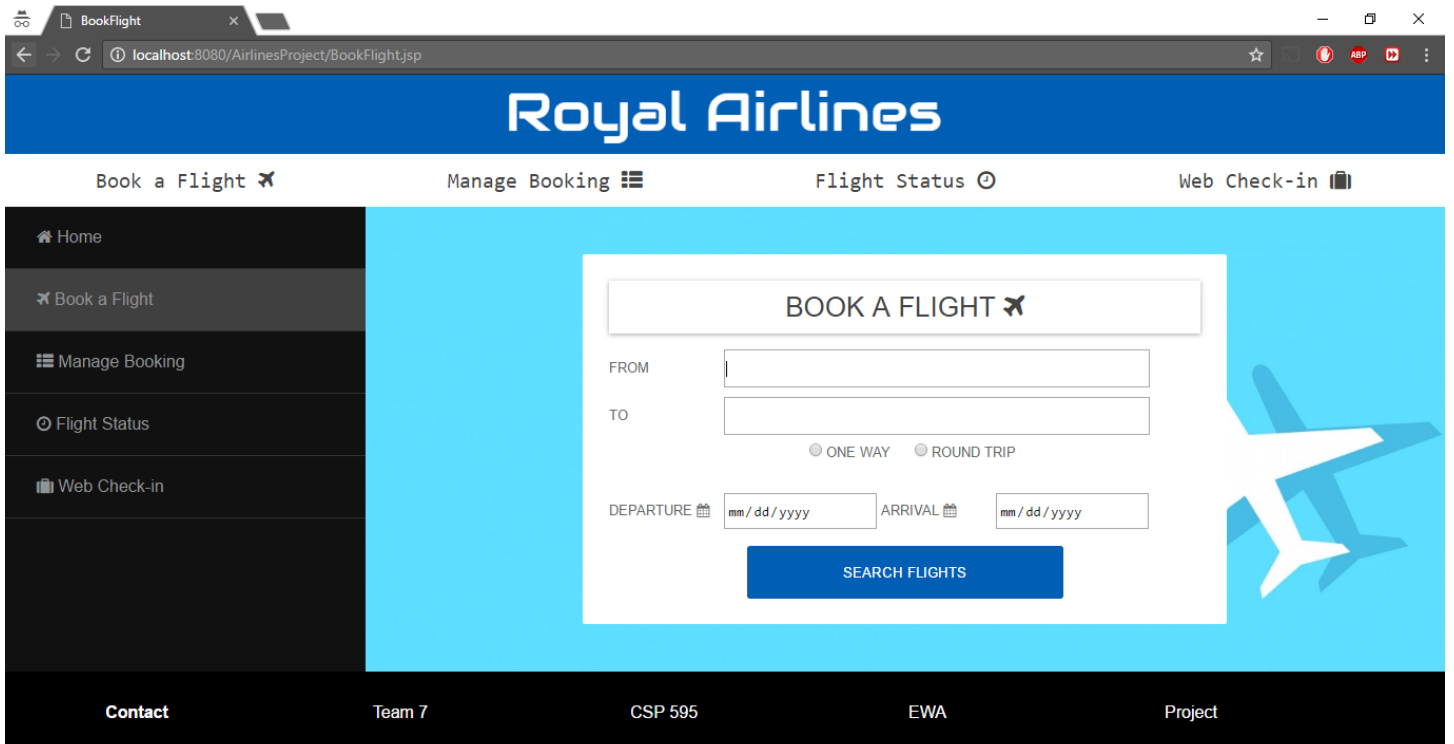 BookFlight
localhost:8080/AirlinesProject/BookFlight.jsp
ABP
Royal Airlines
Book a Flight Manage Booking Flight Status Web Check-in
Home
Book a Flight
Manage Booking
Flight Status
Web Check-in
BOOK A FLIGHT
FROM
TO
ONE WAY ROUND TRIP
DEPARTURE mm/dd/yyyy ARRIVAL mm/dd/yyyy
SEARCH FLIGHTS
Contact Team 7 CSP 595 EWA Project